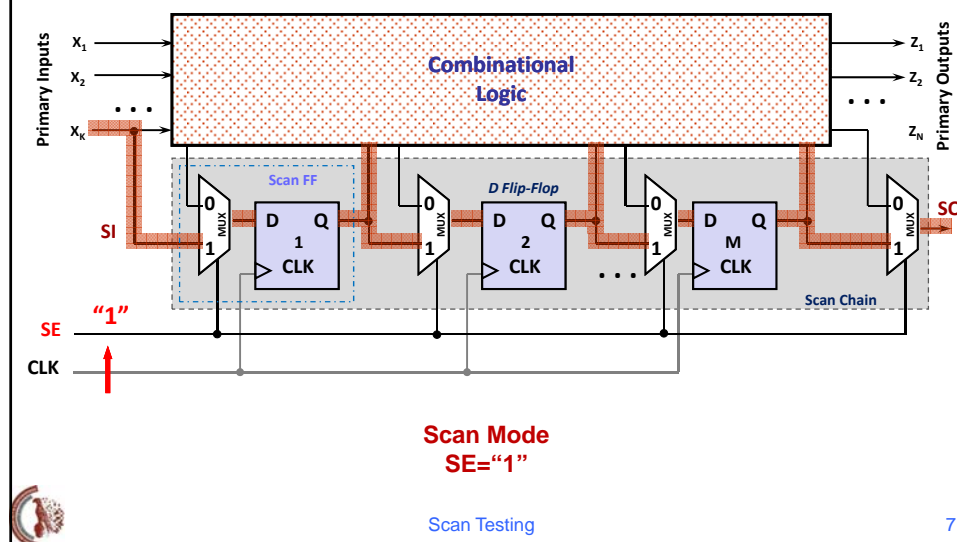 Primary Inputs
X1
X2
. . .
XK
Combinational
Logic
Z1
Z2
. . .
ZN
Primary Outputs
Scan FF
D Flip-Flop
SI
0
1
MUX
D Q
1
CLK
0
1
MUX
D Q
2
CLK
. . .
0
1
MUX
D Q
M
CLK
0
1
MUX
SO
Scan Chain
"1"
SE
CLK
Scan Mode
SE="1"
Scan Testing
7